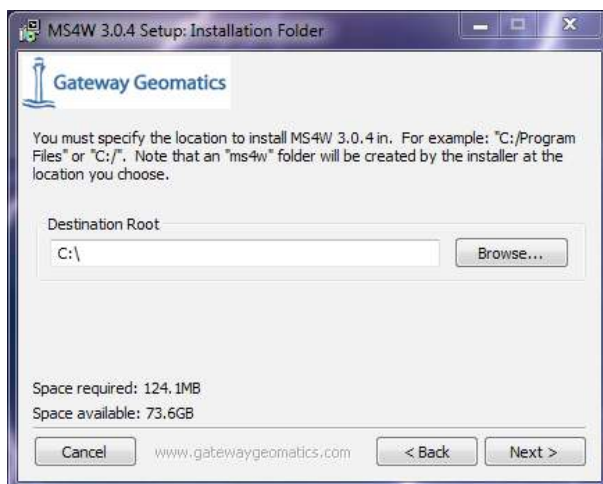 MS4W 3.0.4 Setup: Installation Folder
Gateway Geomatics
You must specify the location to install MS4W 3.0.4 in. For example: "C:/Program
Files" or "C:/". Note that an "ms4w" folder will be created by the installer at the
location you choose.
Destination Root
C:\
Browse...
Space required: 124.1MB
Space available: 73.6GB
Cancel
www.gatewaygeomatics.com
< Back
Next >